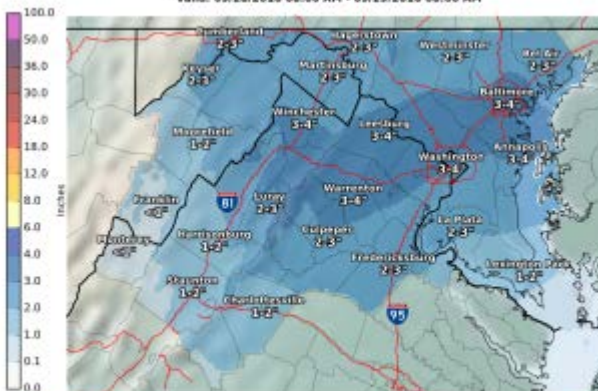 100.0
50.0
36.0
30.0
24.0
18.0
12.0
8.0
6.0
5.0
4.0
3.0
2.0
1.0
0.1
0.0
Inches
Cumberland
2-3"
Hagerstown
2-3"
Westminster
2-3"
Bel Air
2-3"
Keyser
2-3"
Martinsburg
2-3"
Baltimore
3-4"
Winchester
3-4"
Moorefield
1-2"
Leesburg
3-4"
Annapolis
3-4
Washington
3-4"
Franklin
<1"
81
Luray
2-3"
Warrenton
3-4"
Monterey
<1"
Harrisonburg
1-2"
Culpeper
2-3"
La Plata
2-3"
Fredericksburg
2-3"
Lexington Park
1-2"
Staunton
1-2"
Charlottesville
1-2"
95